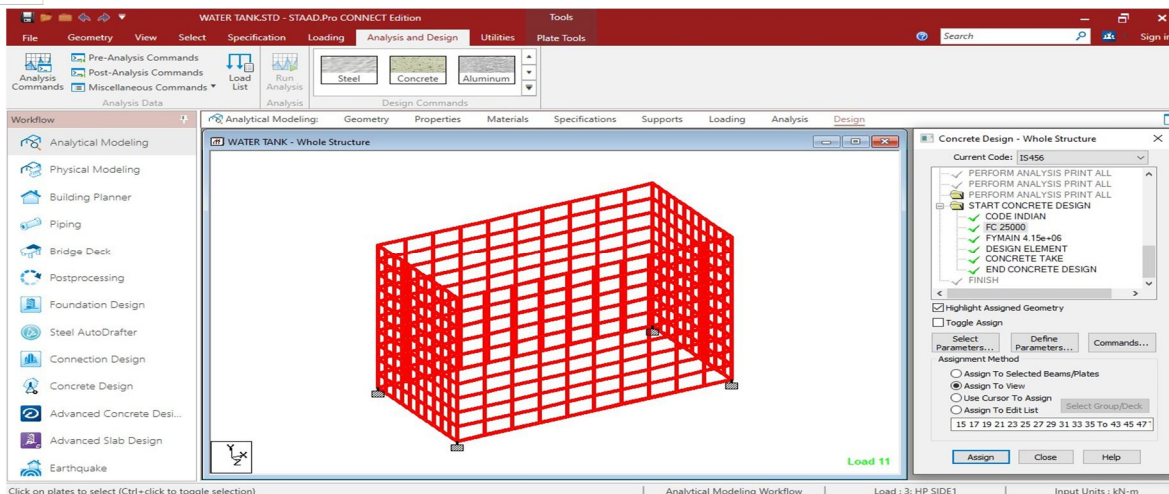 WATER TANK.STD - STAAD.Pro CONNECT Edition
Tools
File Geometry View Select Specification Loading Analysis and Design Utilities Plate Tools
Search
Sign in
Analysis Commands
Pre-Analysis Commands
Post-Analysis Commands
Miscellaneous Commands
Load List
Run Analysis
Steel
Concrete
Aluminum
Analysis Data
Analysis
Design Commands
Workflow
Analytical Modeling: Geometry Properties Materials Specifications Supports Loading Analysis Design
Analytical Modeling
Physical Modeling
Building Planner
Piping
Bridge Deck
Postprocessing
Foundation Design
Steel AutoDrafter
Connection Design
Concrete Design
Advanced Concrete Desi...
Advanced Slab Design
Earthquake
WATER TANK - Whole Structure
Y
X
Z
Load 11
Concrete Design - Whole Structure
Current Code: IS456
PERFORM ANALYSIS PRINT ALL
PERFORM ANALYSIS PRINT ALL
PERFORM ANALYSIS PRINT ALL
START CONCRETE DESIGN
CODE INDIAN
FC 25000
FYMAIN 4.15e+06
DESIGN ELEMENT
CONCRETE TAKE
END CONCRETE DESIGN
FINISH
Highlight Assigned Geometry
Toggle Assign
Select Parameters...
Define Parameters...
Commands...
Assignment Method
Assign To Selected Beams/Plates
Assign To View
Use Cursor To Assign
Assign To Edit List
Select Group/Deck
15 17 19 21 23 25 27 29 31 33 35 To 43 45 47
Assign
Close
Help
Click on plates to select (Ctrl+click to toggle selection)
Analytical Modeling Workflow
Load : 3: HP SIDE1
Input Units : kN-m